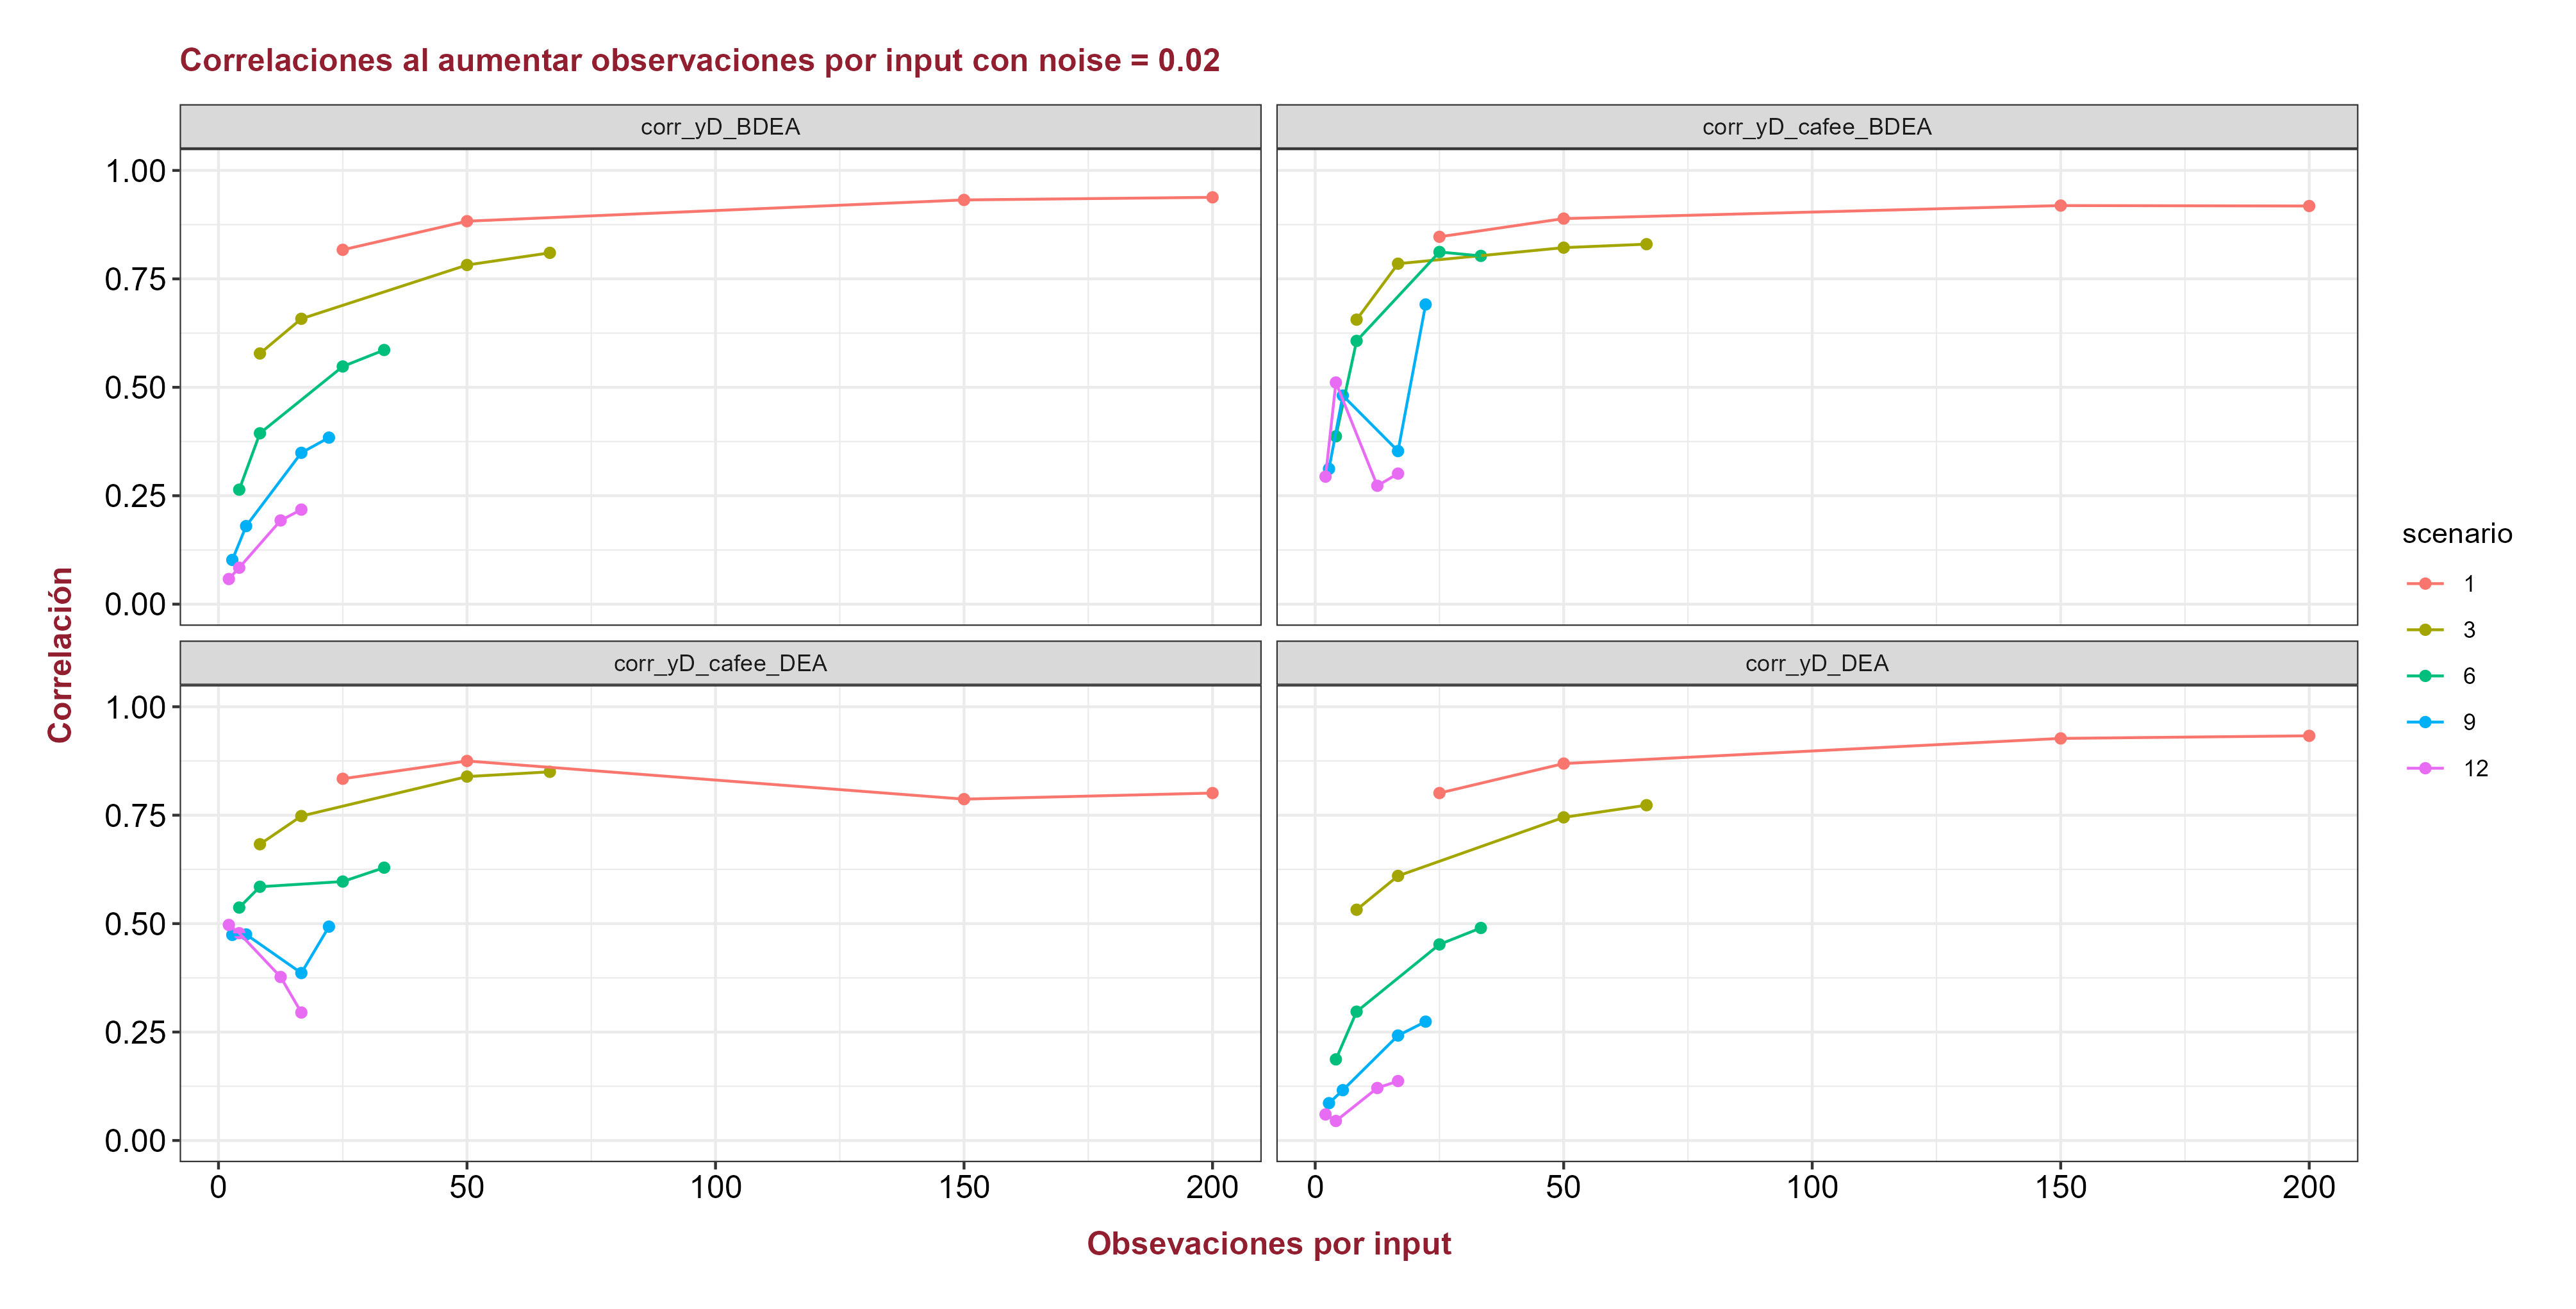 Correlaciones al aumentar observaciones por input con noise = 0.02
corr_yD_BDEA
corr_yD_cafee_BDEA
1.00
0.75
0.50
0.25
0.00
corr_yD_cafee_DEA
corr_yD_DEA
1.00
0.75
0.50
0.25
0.00
0 50 100 150 200
0 50 100 150 200
Correlación
Obsevaciones por input
scenario
1
3
6
9
12